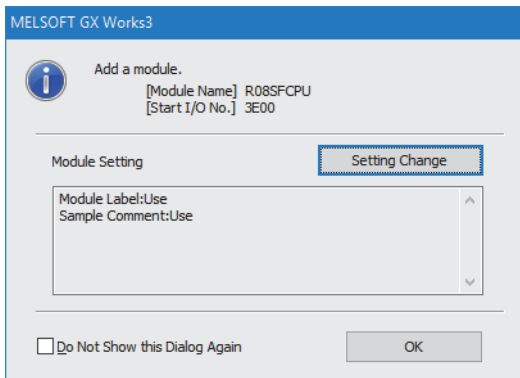 MELSOFT GX Works3
Add a module.
[Module Name] R08SFCPU
[Start I/O No.] 3E00
Module Setting
Setting Change
Module Label:Use
Sample Comment:Use
Do Not Show this Dialog Again
OK